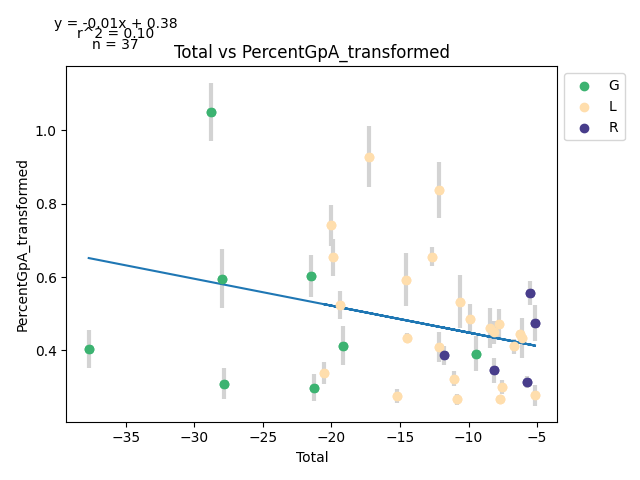 y = -0.01x + 0.38
r^2 = 0.10
n = 37
Total vs PercentGpA_transformed
G
L
R
PercentGpA_transformed
1.0
0.8
0.6
0.4
−35
−30
−25
−20
−15
−10
−5
Total